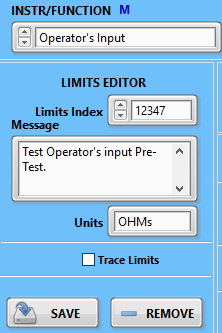 INSTR/FUNCTION M
Operator's Input
LIMITS EDITOR
Limits Index 12347
Message
Test Operator's input Pre-
Test.
Units OHMs
Trace Limits
SAVE REMOVE